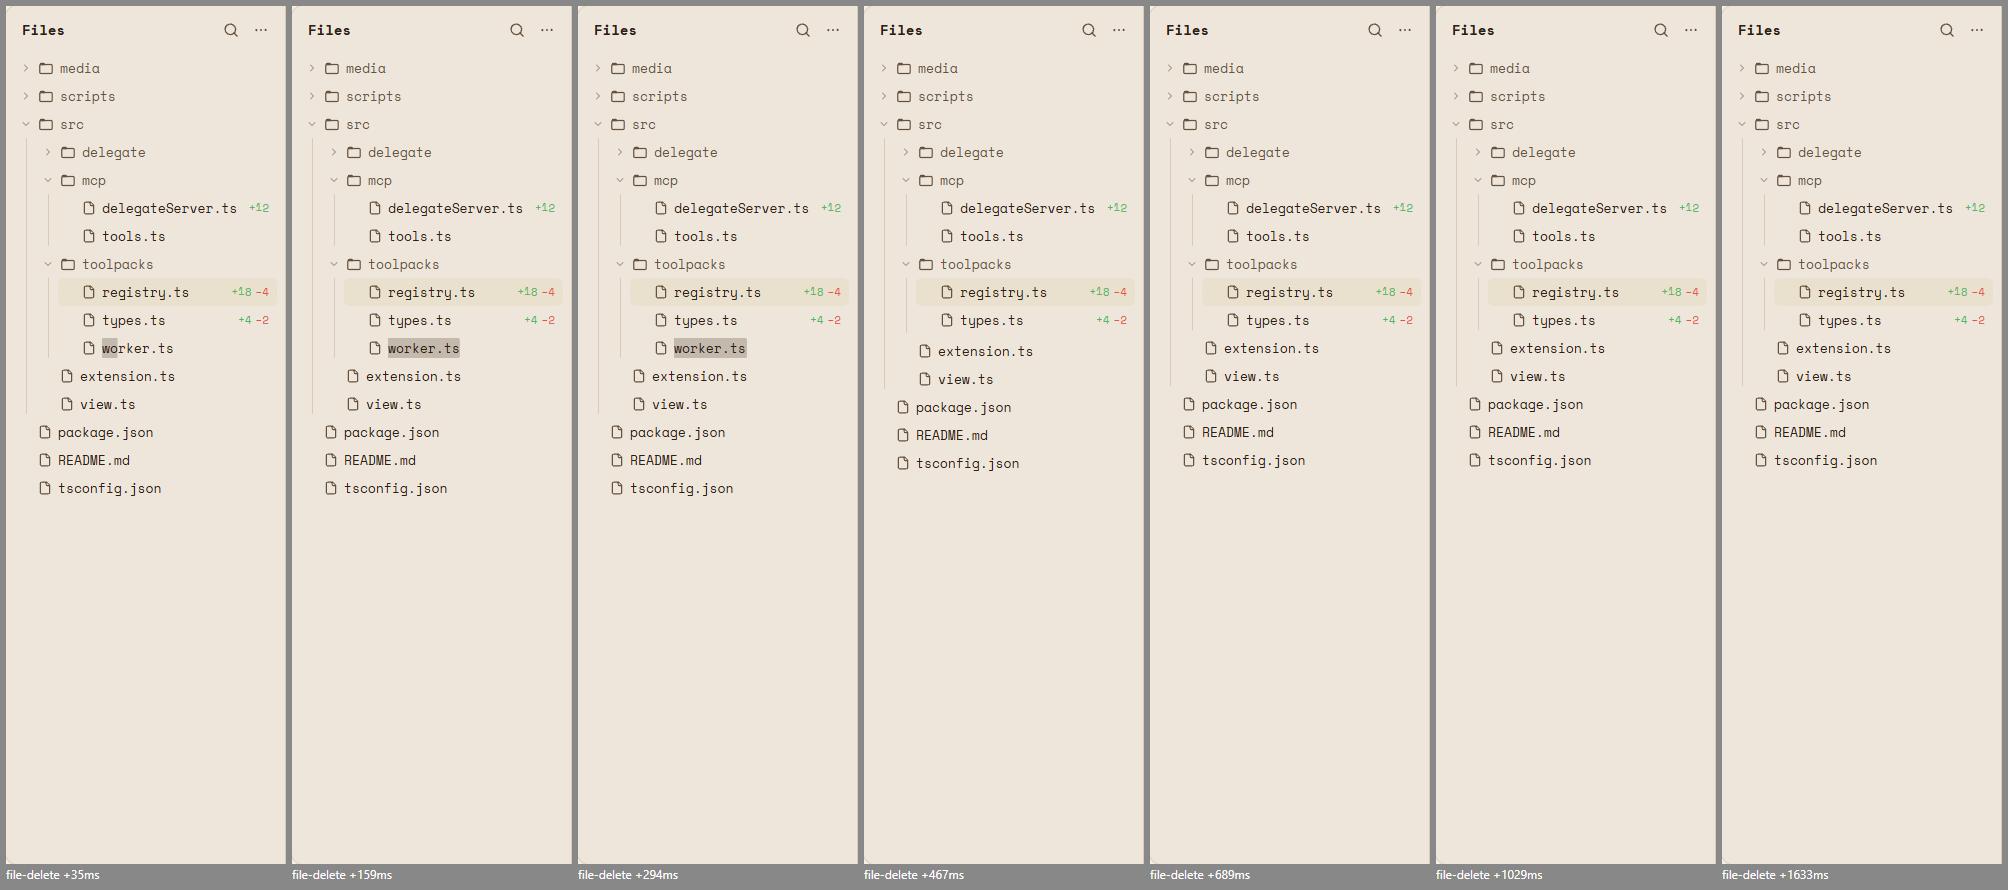 Files
media
scripts
src
delegate
mcp
delegateServer.ts +12
tools.ts
toolpacks
registry.ts +18 -4
types.ts +4 -2
worker.ts
extension.ts
view.ts
package.json
README.md
tsconfig.json
file-delete +35ms
Files
media
scripts
src
delegate
mcp
delegateServer.ts +12
tools.ts
toolpacks
registry.ts +18 -4
types.ts +4 -2
worker.ts
extension.ts
view.ts
package.json
README.md
tsconfig.json
file-delete +159ms
Files
media
scripts
src
delegate
mcp
delegateServer.ts +12
tools.ts
toolpacks
registry.ts +18 -4
types.ts +4 -2
worker.ts
extension.ts
view.ts
package.json
README.md
tsconfig.json
file-delete +294ms
Files
media
scripts
src
delegate
mcp
delegateServer.ts +12
tools.ts
toolpacks
registry.ts +18 -4
types.ts +4 -2
extension.ts
view.ts
package.json
README.md
tsconfig.json
file-delete +467ms
Files
media
scripts
src
delegate
mcp
delegateServer.ts +12
tools.ts
toolpacks
registry.ts +18 -4
types.ts +4 -2
extension.ts
view.ts
package.json
README.md
tsconfig.json
file-delete +689ms
Files
media
scripts
src
delegate
mcp
delegateServer.ts +12
tools.ts
toolpacks
registry.ts +18 -4
types.ts +4 -2
extension.ts
view.ts
package.json
README.md
tsconfig.json
file-delete +1029ms
Files
media
scripts
src
delegate
mcp
delegateServer.ts +12
tools.ts
toolpacks
registry.ts +18 -4
types.ts +4 -2
extension.ts
view.ts
package.json
README.md
tsconfig.json
file-delete +1633ms